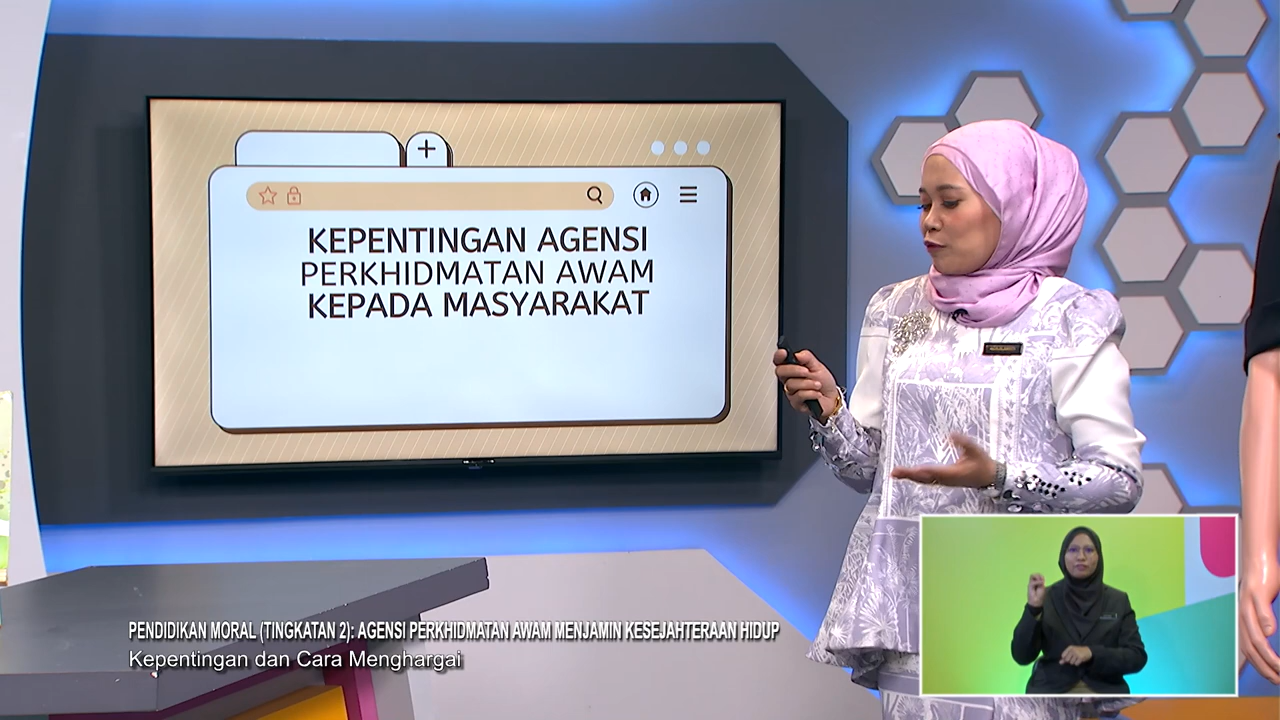 KEPENTINGAN AGENSI
PERKHIDMATAN AWAM
KEPADA MASYARAKAT
PENDIDIKAN MORAL (TINGKATAN 2): AGENSI PERKHIDMATAN AWAM MENJAMIN KESEJAHTERAAN HIDUP
Kepentingan dan Cara Menghargai